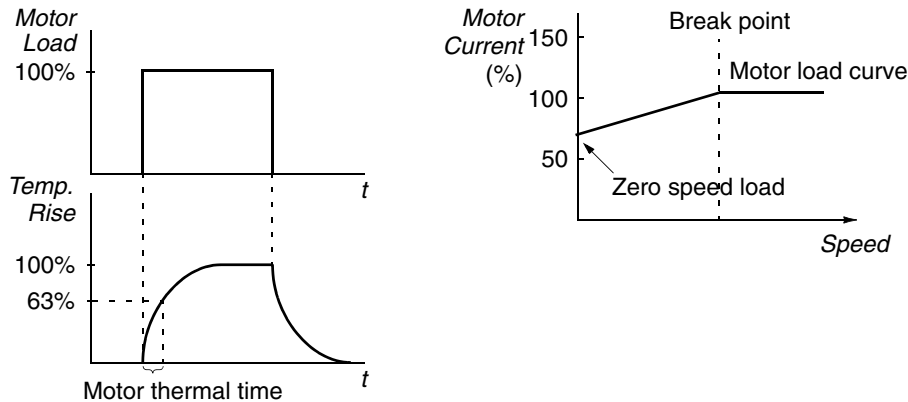 Motor
Load
100%
t
Temp.
Rise
100%
63%
t
Motor thermal time
Motor
Current
(%)
150
100
50
Break point
Motor load curve
Zero speed load
Speed